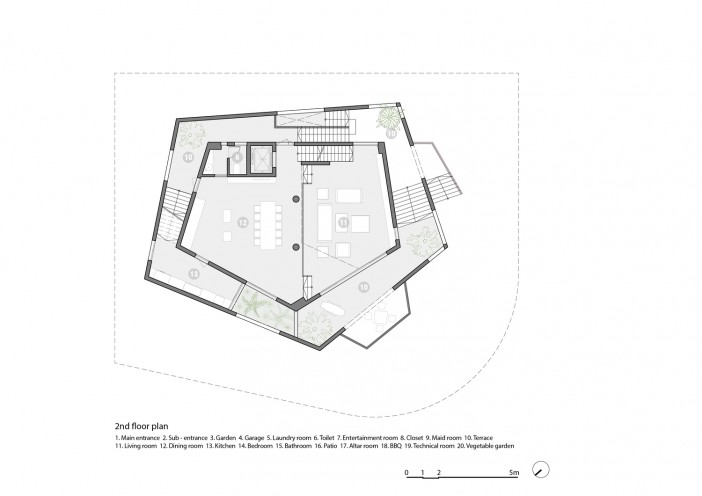 10
6
12
11
10
2nd floor plan
1. Main entrance 2. Sub - entrance 3. Garden 4. Garage 5. Laundry room 6. Toilet 7. Entertainment room 8. Closet 9. Maid room 10. Terrace
11. Living room 12. Dining room 13. Kitchen 14. Bedroom 15. Bathroom 16. Patio 17. Altar room 18. BBQ 19. Technical room 20. Vegetable garden
0 1 2 5m